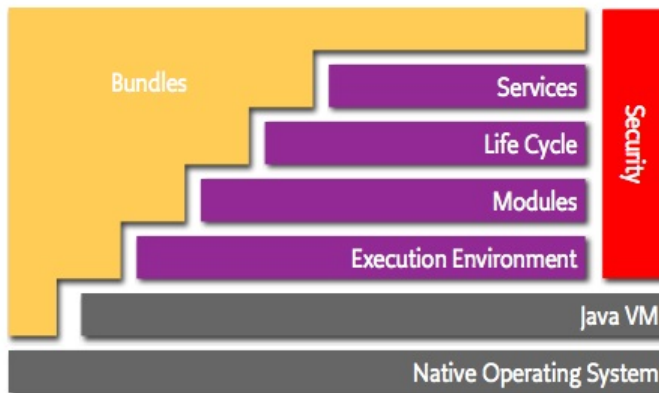 Bundles
Services
Life Cycle
Modules
Execution Environment
Security
Java VM
Native Operating System